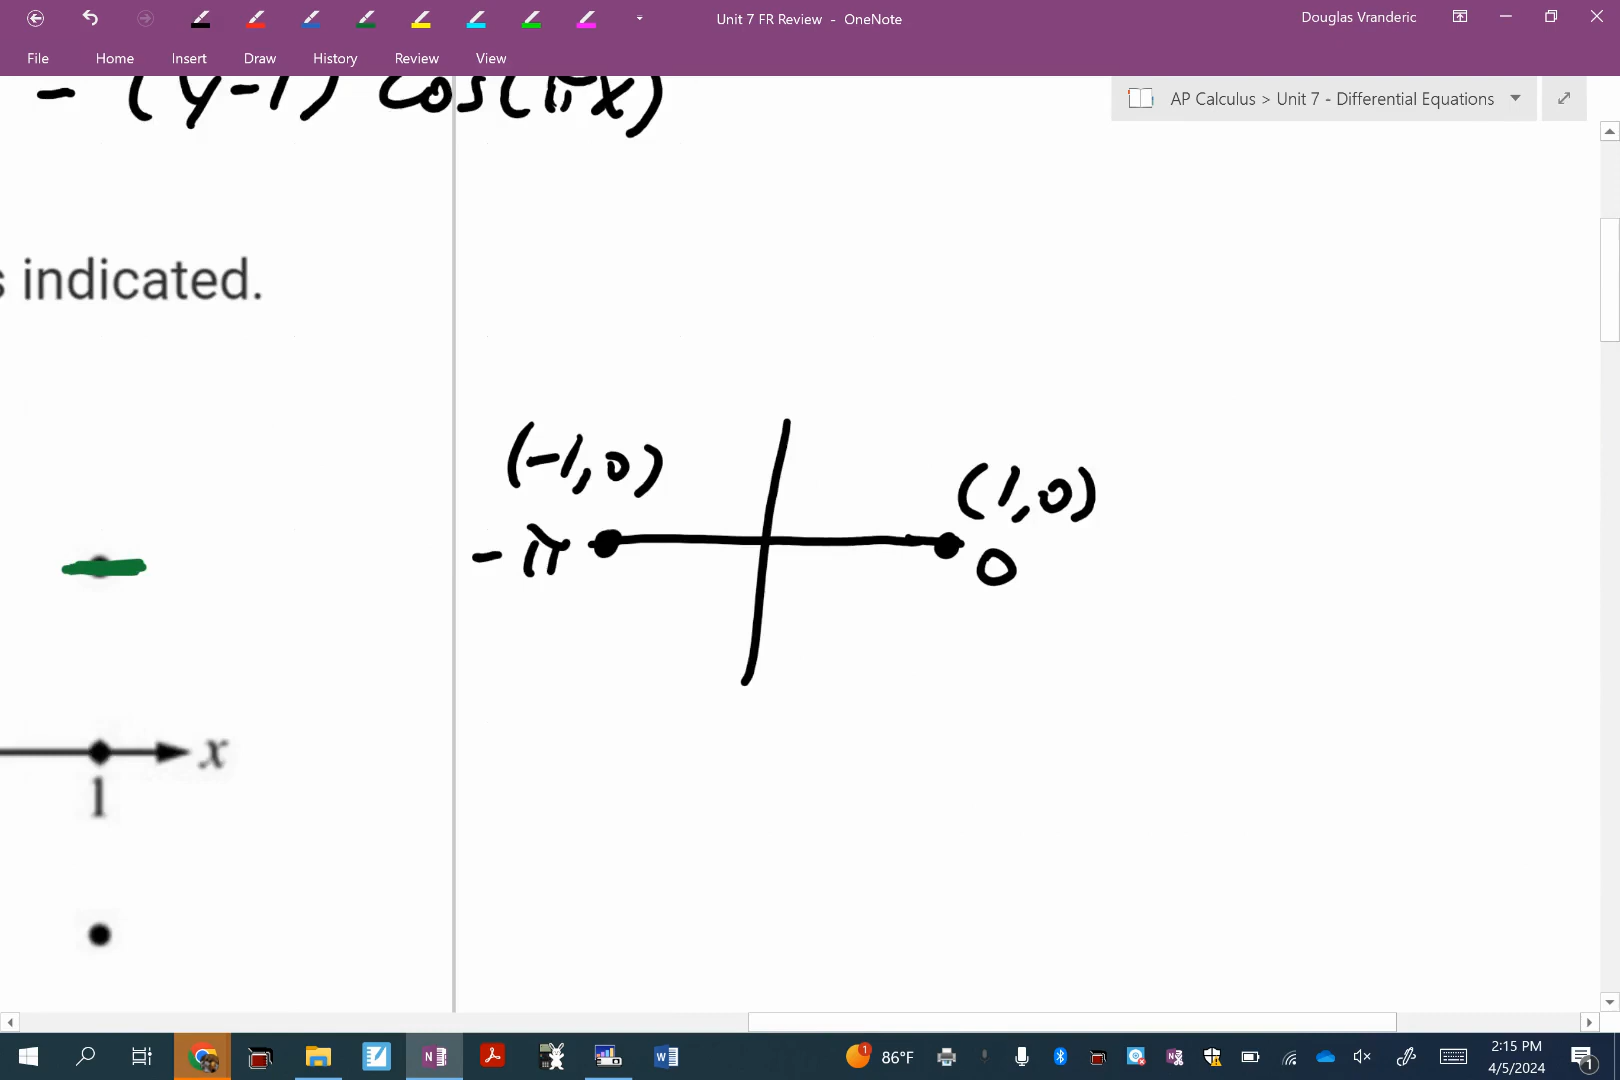 Unit 7 FR Review - OneNote
Douglas Vranderic
File Home Insert Draw History Review View
- (y-1)² cos(πx)
AP Calculus > Unit 7 - Differential Equations
s indicated.
(-1,0)
(1,0)
-π
0
x
1
86°F
2:15 PM
4/5/2024